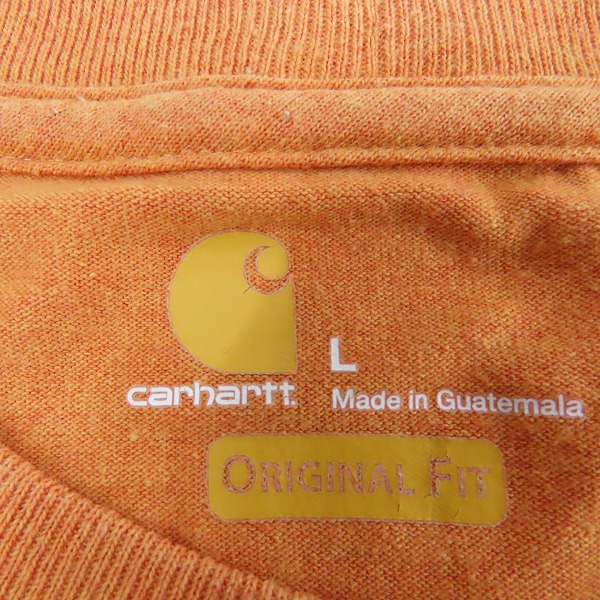 L
carhartt.
Made in Guatemala
ORIGINAL FIT